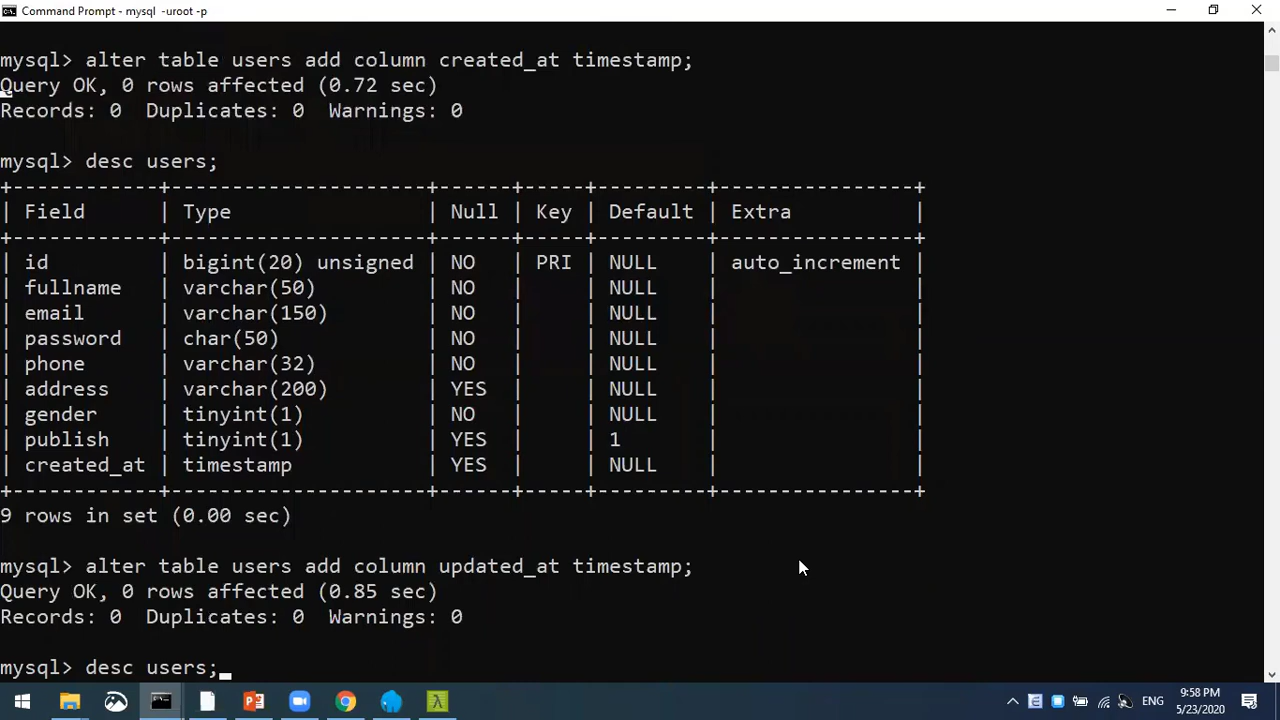 Command Prompt - mysql -uroot -p
mysql> alter table users add column created_at timestamp;
Query OK, 0 rows affected (0.72 sec)
Records: 0  Duplicates: 0  Warnings: 0
mysql> desc users;
+------------+---------------------+------+-----+---------+----------------+
| Field      | Type                | Null | Key | Default | Extra          |
+------------+---------------------+------+-----+---------+----------------+
| id         | bigint(20) unsigned | NO   | PRI | NULL    | auto_increment |
| fullname   | varchar(50)         | NO   |     | NULL    |                |
| email      | varchar(150)        | NO   |     | NULL    |                |
| password   | char(50)            | NO   |     | NULL    |                |
| phone      | varchar(32)         | NO   |     | NULL    |                |
| address    | varchar(200)        | YES  |     | NULL    |                |
| gender     | tinyint(1)          | NO   |     | NULL    |                |
| publish    | tinyint(1)          | YES  |     | 1       |                |
| created_at | timestamp           | YES  |     | NULL    |                |
+------------+---------------------+------+-----+---------+----------------+
9 rows in set (0.00 sec)
mysql> alter table users add column updated_at timestamp;
Query OK, 0 rows affected (0.85 sec)
Records: 0  Duplicates: 0  Warnings: 0
mysql> desc users;
ENG
9:58 PM
5/23/2020